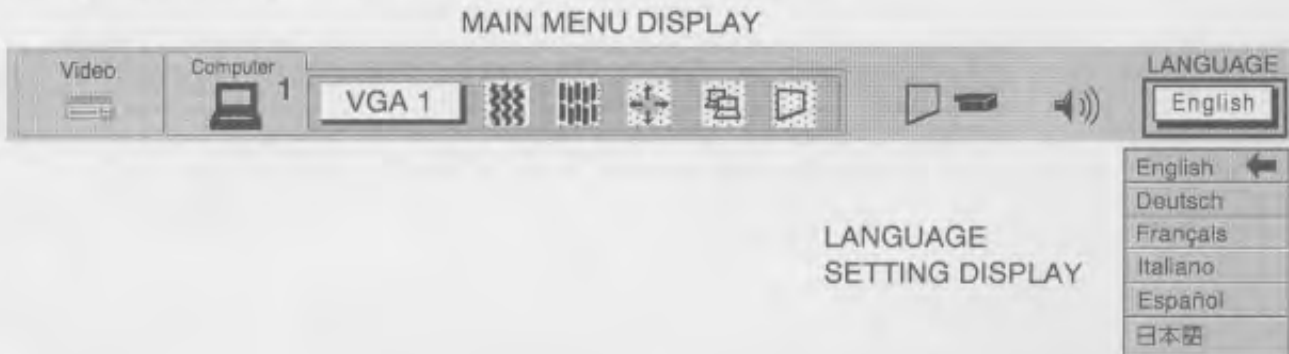 MAIN MENU DISPLAY
Video
Computer
1
VGA 1
LANGUAGE
English
English
Deutsch
Français
Italiano
Español
日本語
LANGUAGE
SETTING DISPLAY